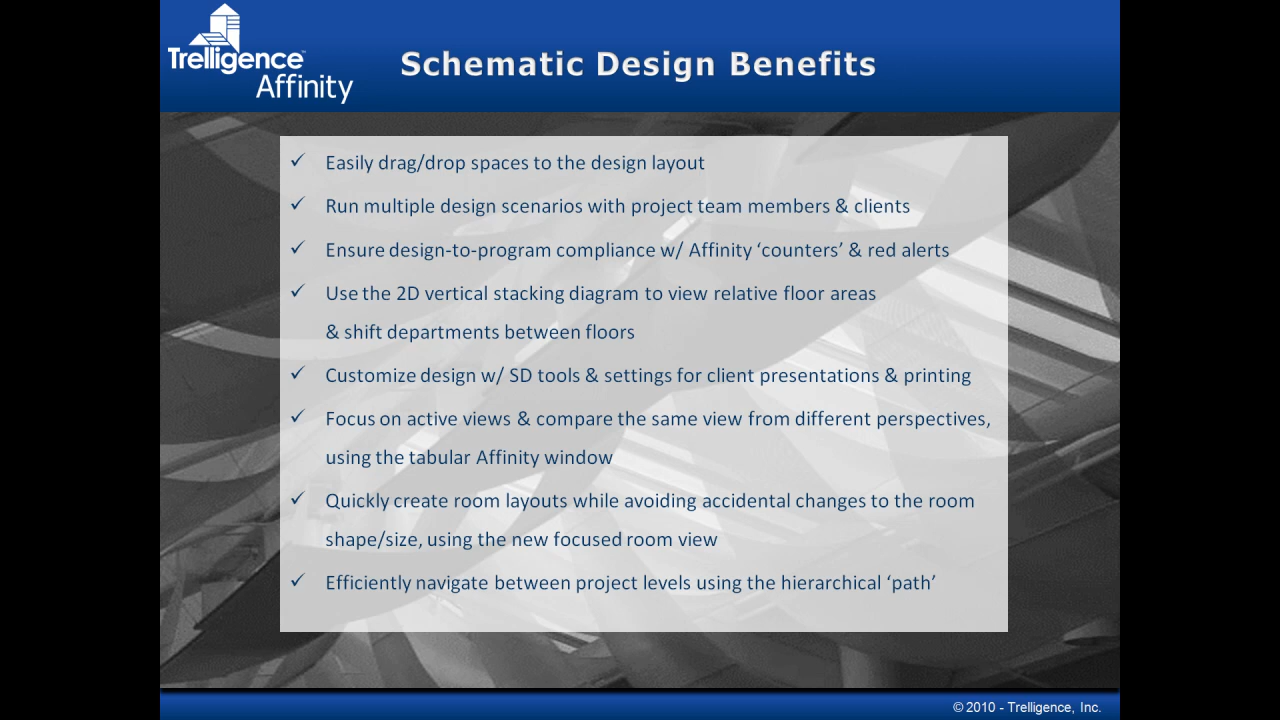 Trelligence™
Affinity
Schematic Design Benefits
✓ Easily drag/drop spaces to the design layout
✓ Run multiple design scenarios with project team members & clients
✓ Ensure design-to-program compliance w/ Affinity ‘counters’ & red alerts
✓ Use the 2D vertical stacking diagram to view relative floor areas
& shift departments between floors
✓ Customize design w/ SD tools & settings for client presentations & printing
✓ Focus on active views & compare the same view from different perspectives,
using the tabular Affinity window
✓ Quickly create room layouts while avoiding accidental changes to the room
shape/size, using the new focused room view
✓ Efficiently navigate between project levels using the hierarchical ‘path’
© 2010 - Trelligence, Inc.